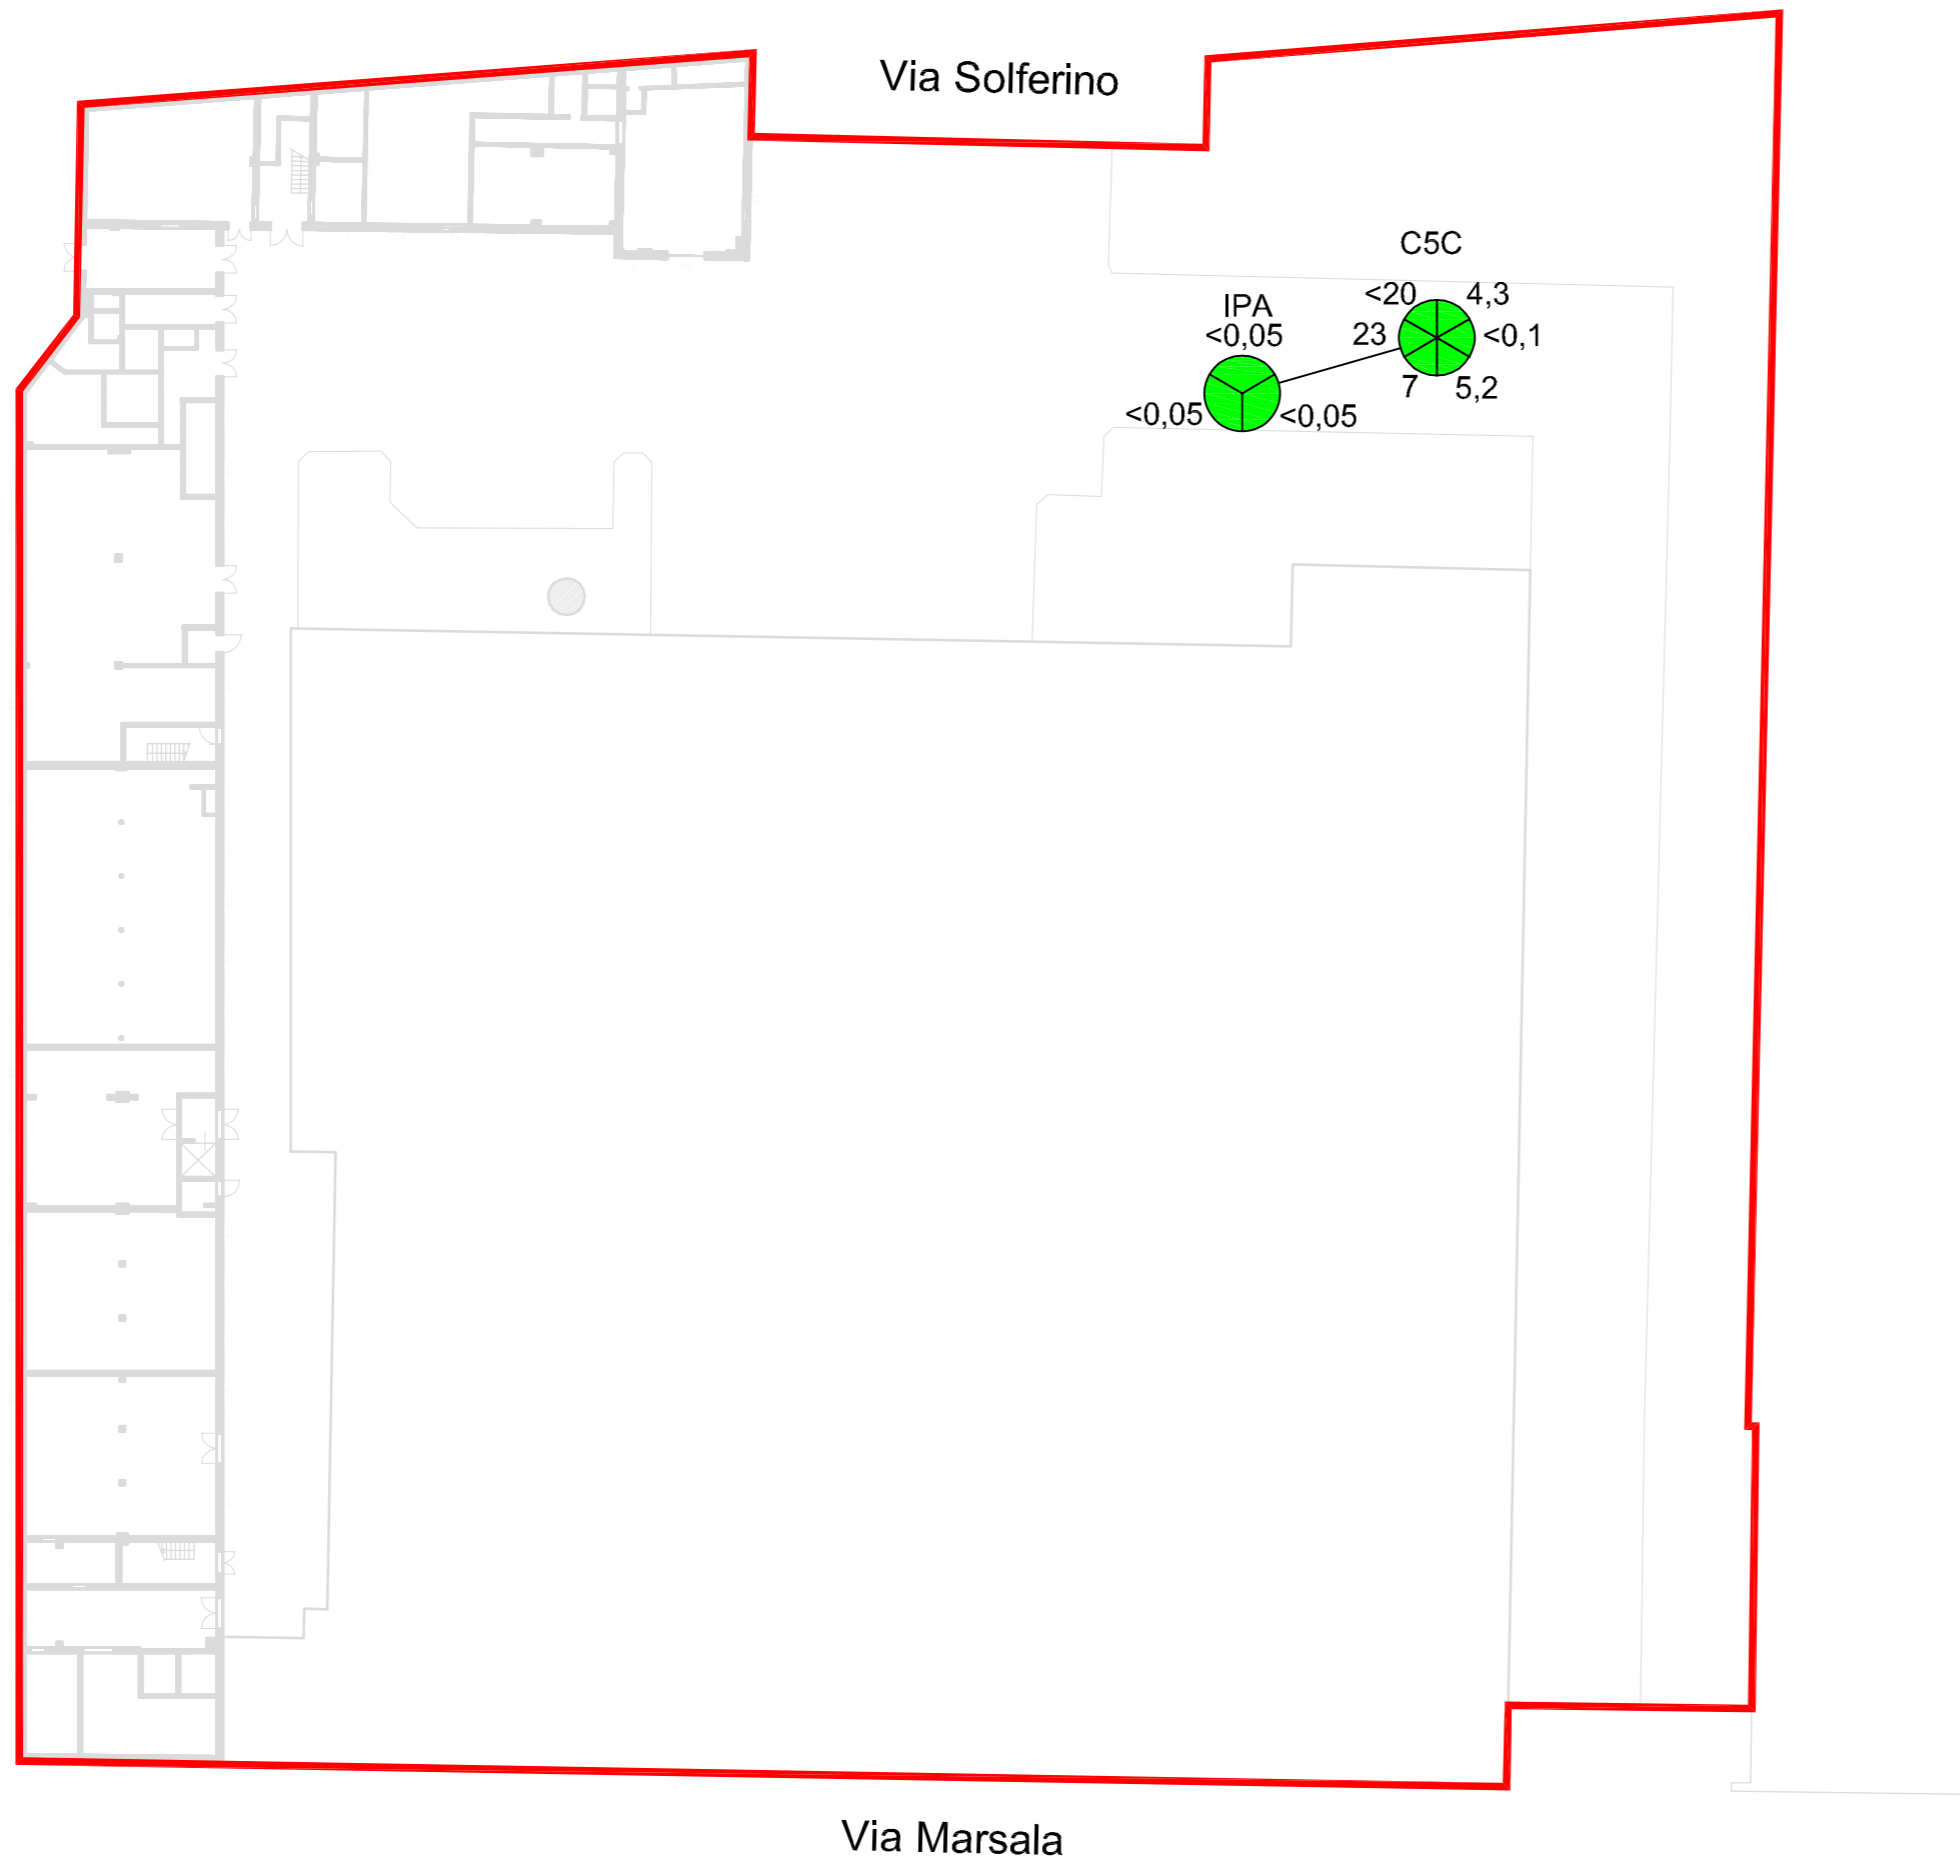 Via Solferino
C5C
<20
4,3
IPA
<0,05
23
<0,1
7
5,2
<0,05
<0,05
Via Marsala